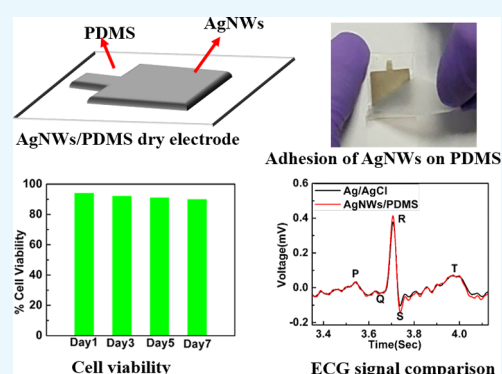 PDMS
AgNWs
AgNWs/PDMS dry electrode
Adhesion of AgNWs on PDMS
100
80
60
40
20
0
% Cell Viability
Day1 Day3 Day5 Day7
Cell viability
Ag/AgCl
AgNWs/PDMS
0.6
0.4
0.2
0.0
-0.2
Voltage(mV)
P
Q
R
S
T
3.4 3.6 3.8 4.0
Time(Sec)
ECG signal comparison